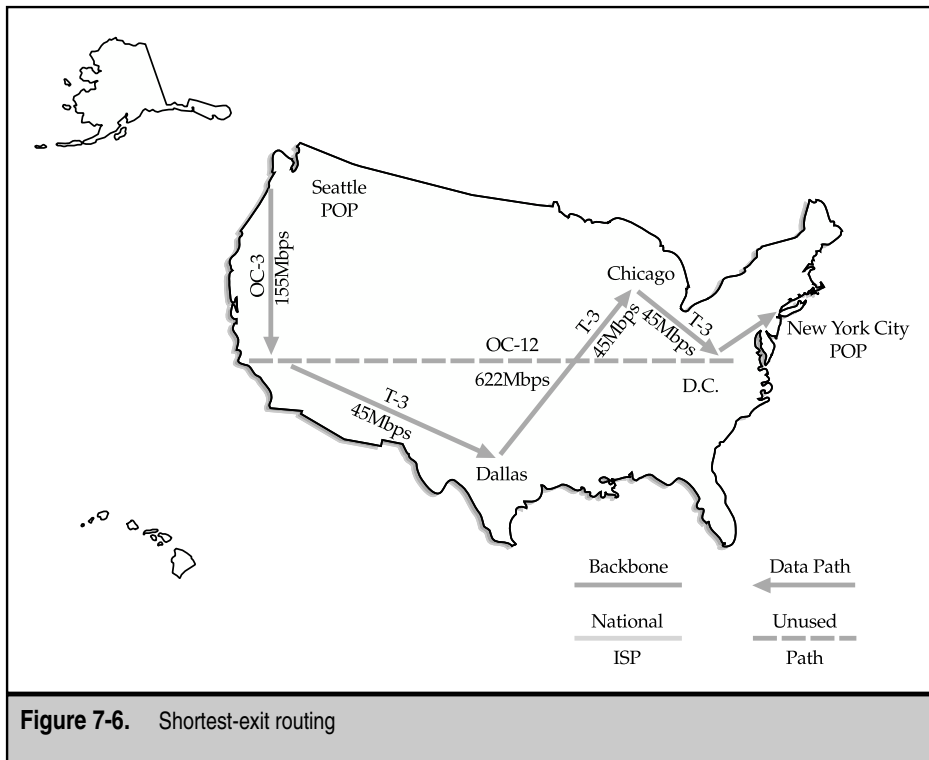 Seattle
POP
OC-3
155Mbps
Chicago
T-3
45Mbps
T-3
45Mbps
New York City
POP
OC-12
622Mbps
D.C.
T-3
45Mbps
Dallas
Backbone
Data Path
National
ISP
Unused
Path
Figure 7-6. Shortest-exit routing